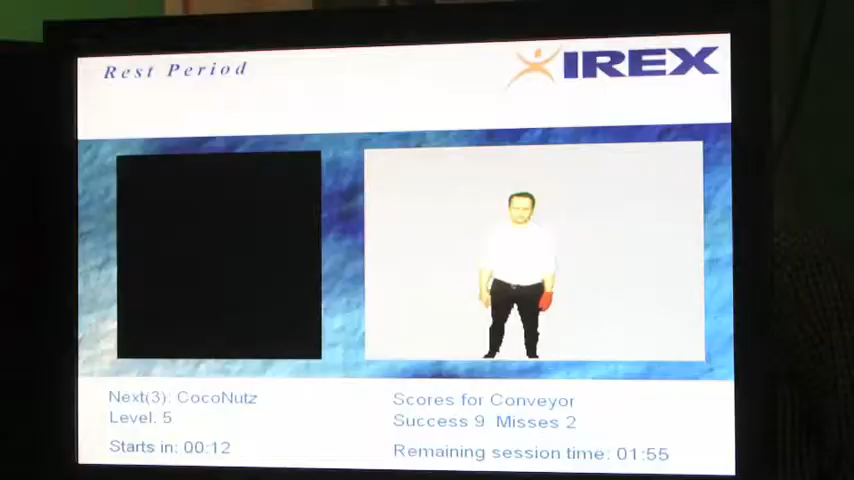 Rest Period
IREX
Next(3): CocoNutz
Level. 5
Starts in: 00:12
Scores for Conveyor
Success 9 Misses 2
Remaining session time: 01:55